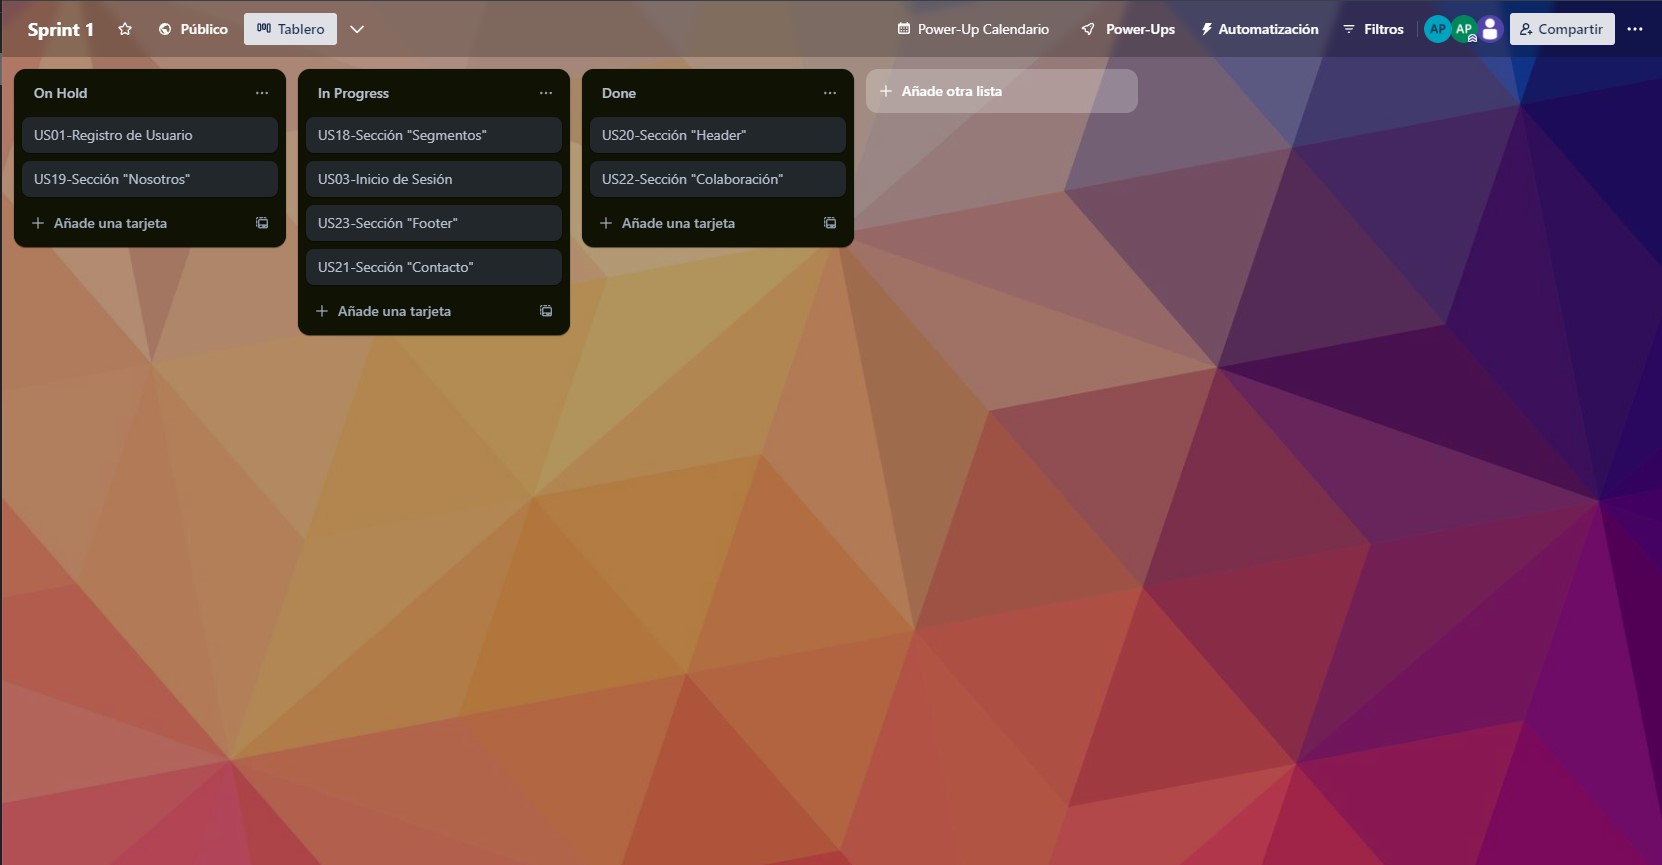 Sprint 1
Público
Tablero
Power-Up Calendario
Power-Ups
Automatización
Filtros
AP
AP
Compartir
On Hold
US01-Registro de Usuario
US19-Sección "Nosotros"
Añade una tarjeta
In Progress
US18-Sección "Segmentos"
US03-Inicio de Sesión
US23-Sección "Footer"
US21-Sección "Contacto"
Añade una tarjeta
Done
US20-Sección "Header"
US22-Sección "Colaboración"
Añade una tarjeta
Añade otra lista